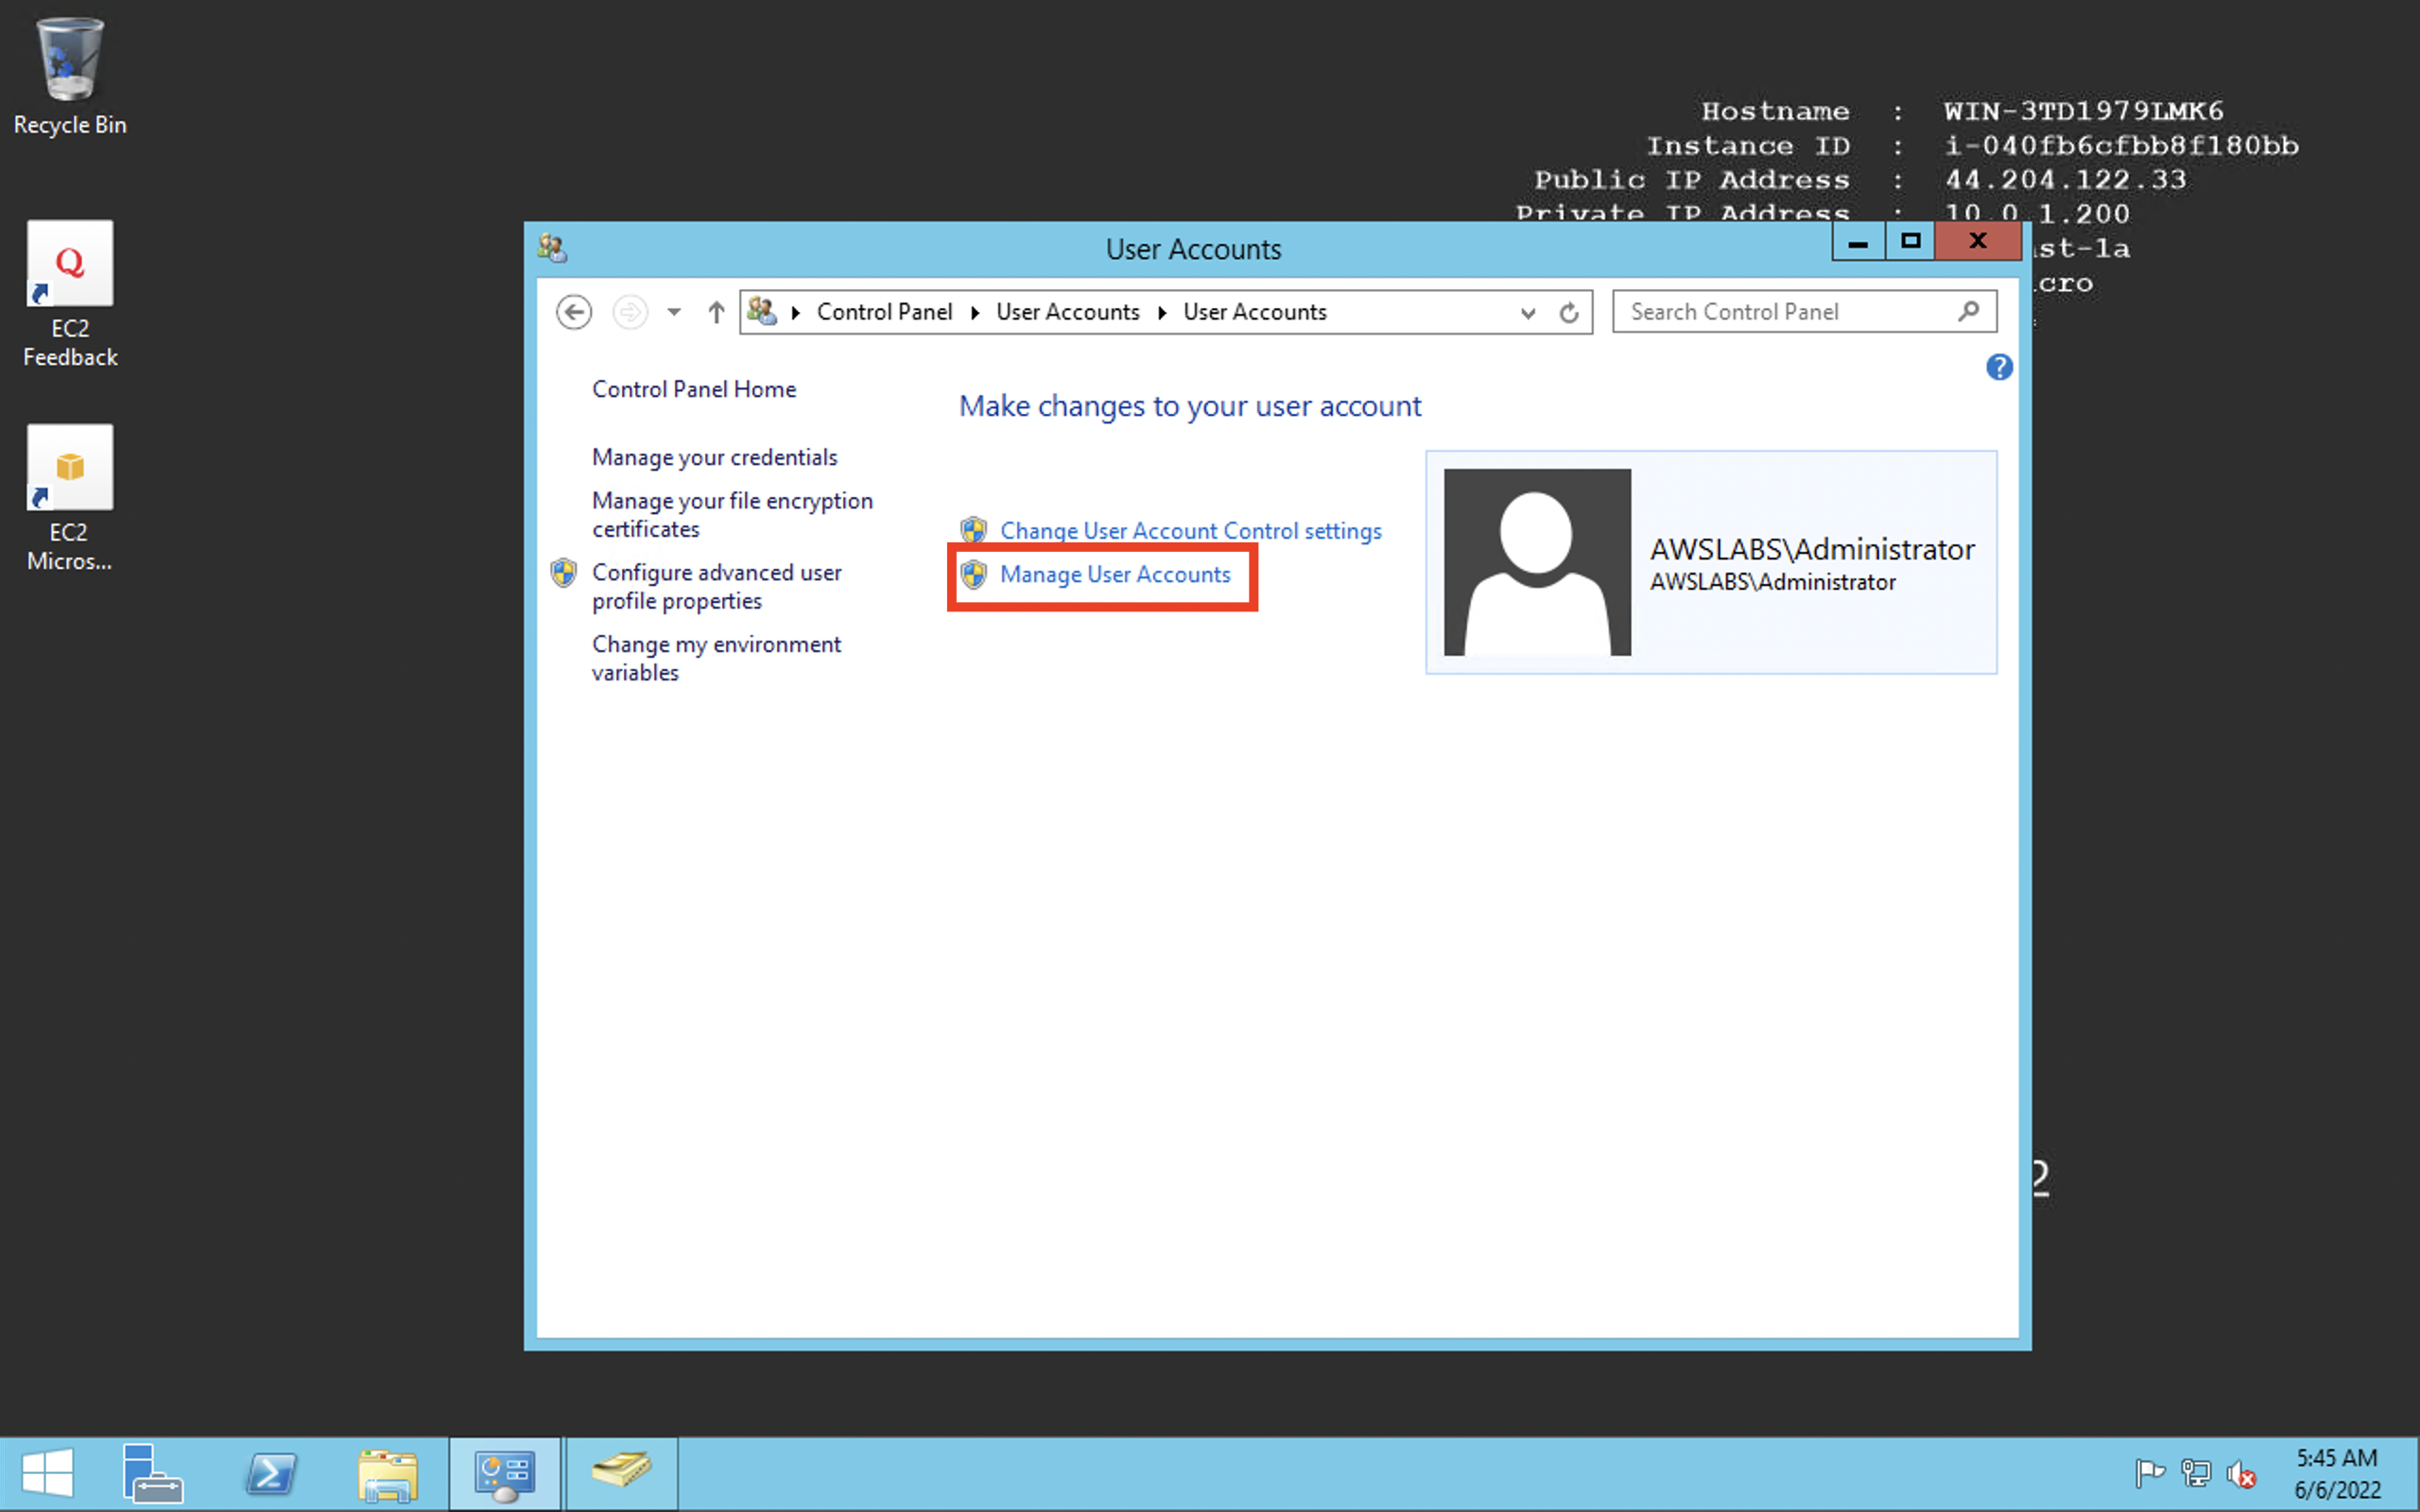 Recycle Bin
EC2
Feedback
EC2
Micros...
Hostname : WIN-3TD1979LMK6
Instance ID : i-040fb6cfbb8f180bb
Public IP Address : 44.204.122.33
Private IP Address : 10.0.1.200
st-1a
cro
User Accounts
Control Panel User Accounts User Accounts
Search Control Panel
?
Control Panel Home
Manage your credentials
Manage your file encryption
certificates
Configure advanced user
profile properties
Change my environment
variables
Make changes to your user account
Change User Account Control settings
Manage User Accounts
AWSLABS\Administrator
AWSLABS\Administrator
2
5:45 AM
6/6/2022